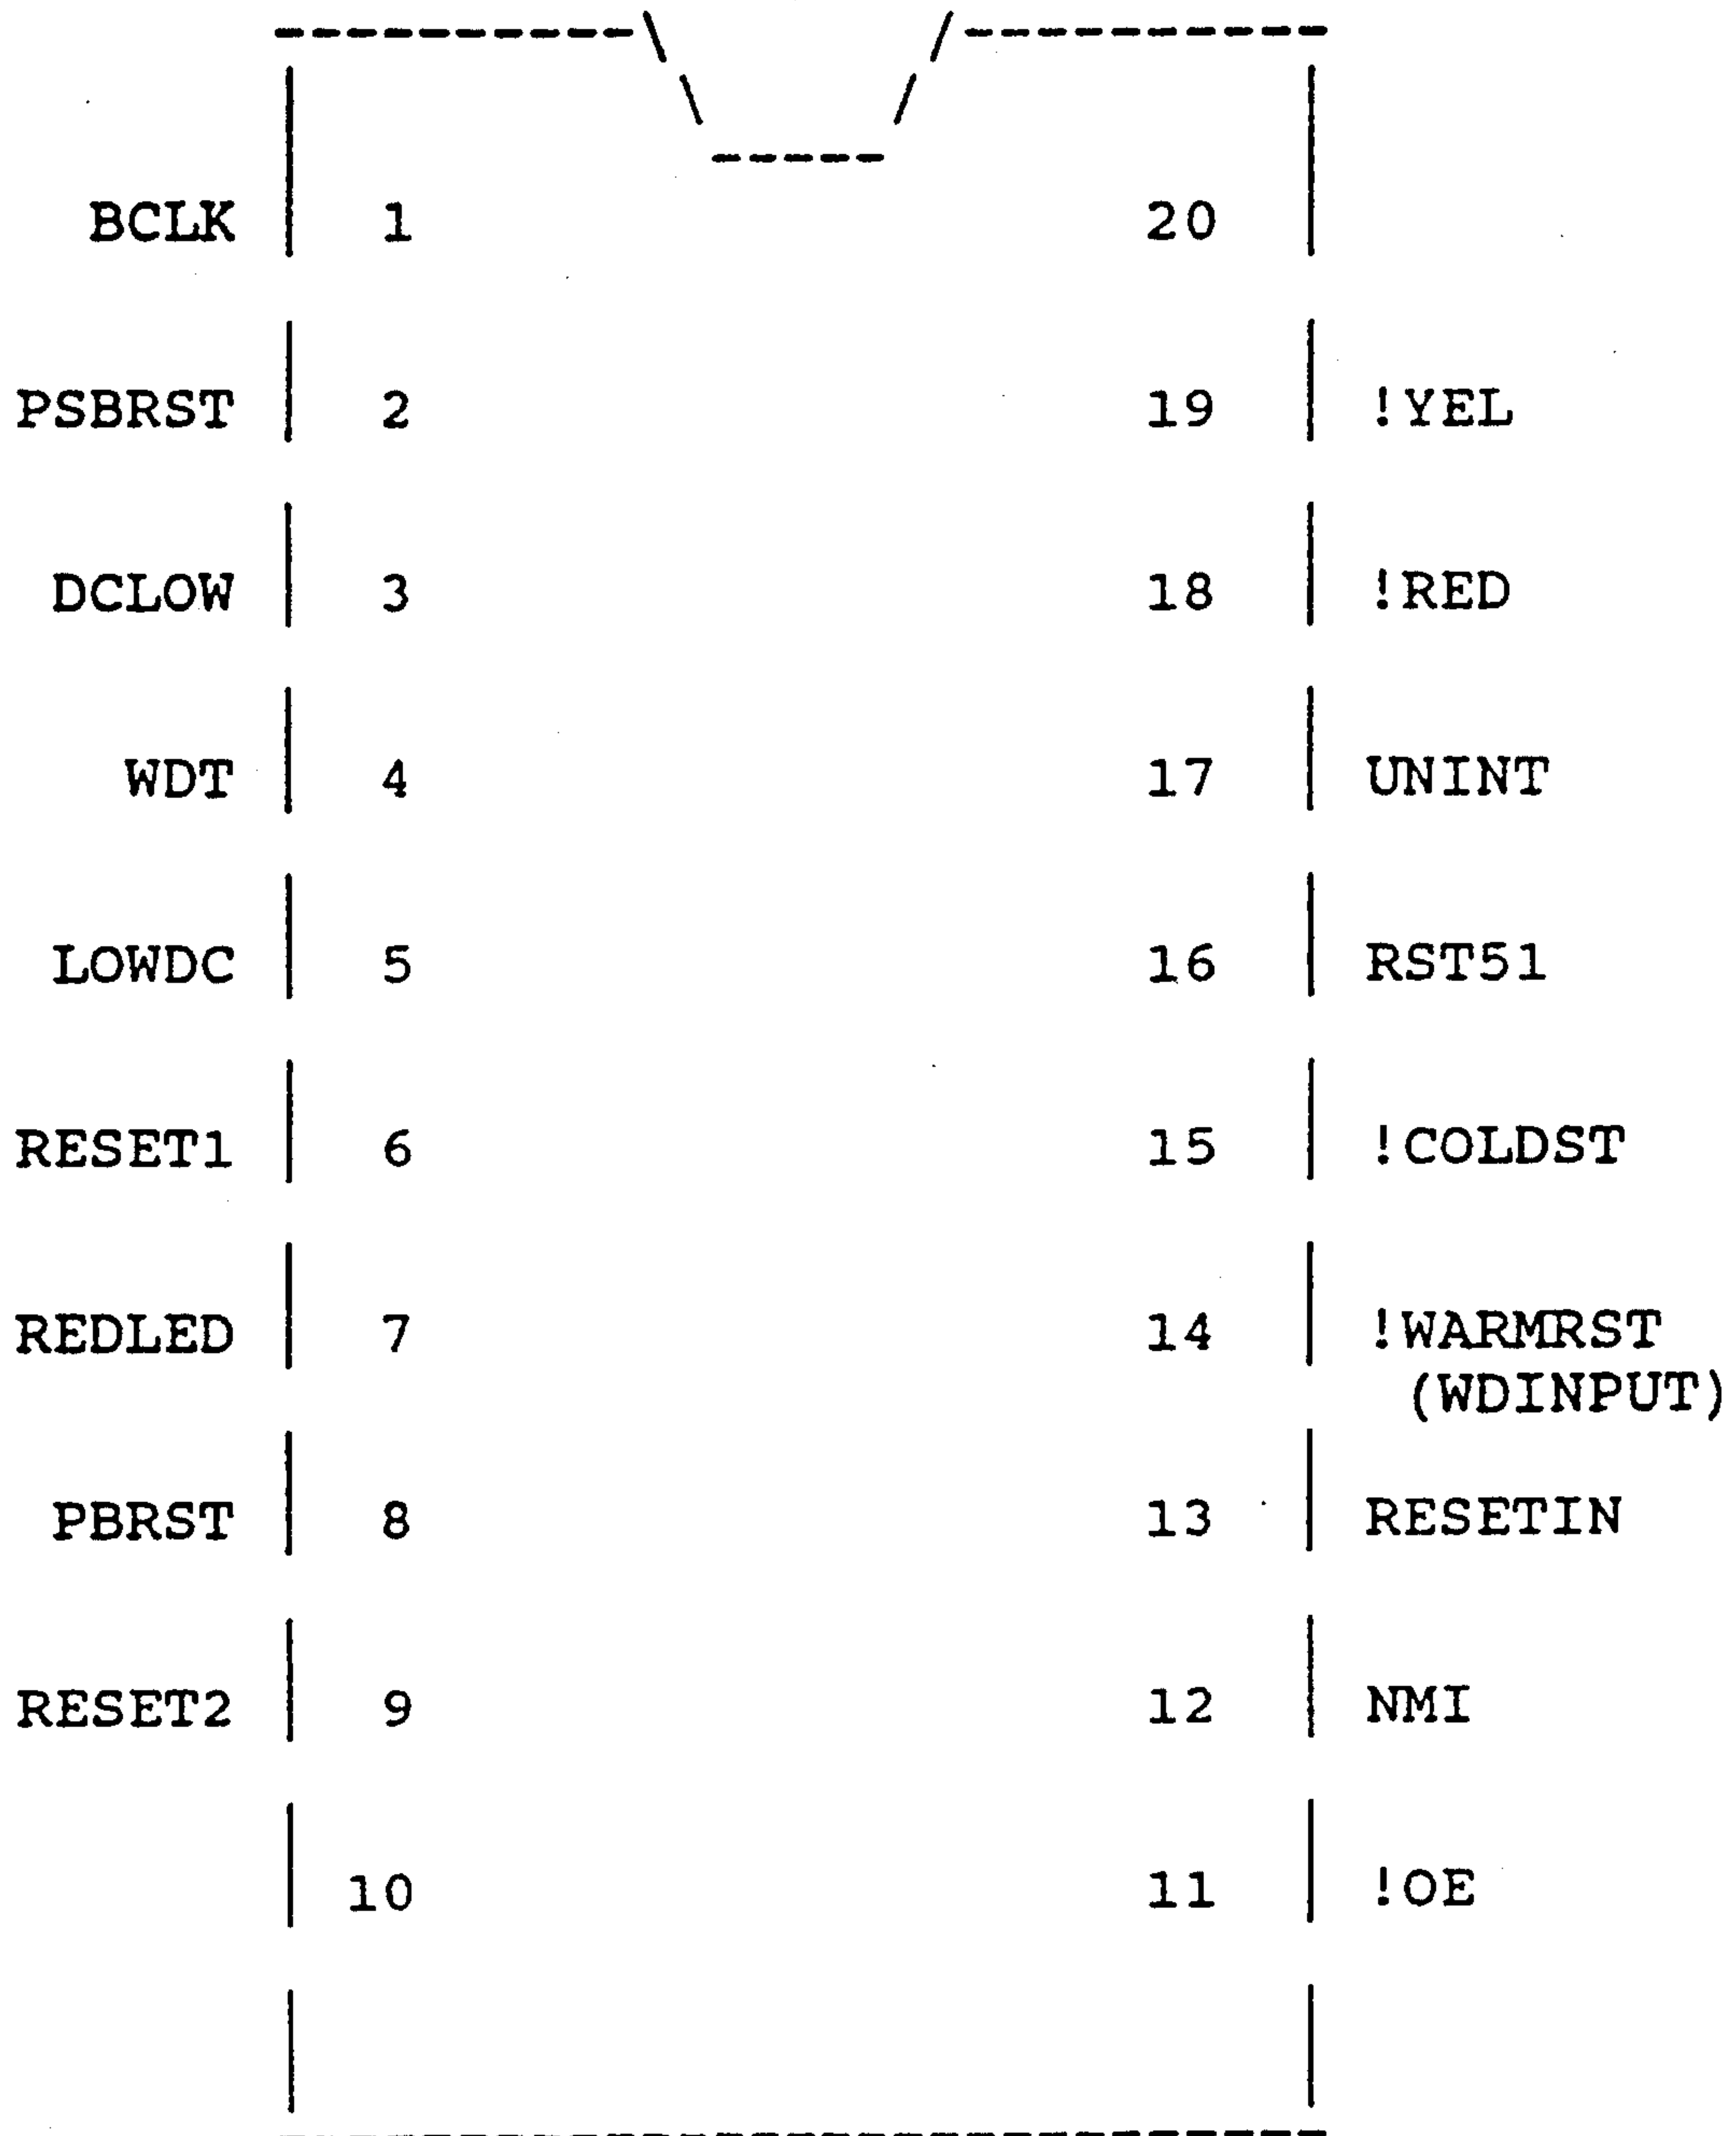 BCLK 1 20
PSBRST 2 19 !YEL
DCLOW 3 18 !RED
WDT 4 17 UNINT
LOWDC 5 16 RST51
RESET1 6 15 !COLDST
REDLED 7 14 !WARMRST
(WDINPUT)
PBRST 8 13 RESETIN
RESET2 9 12 NMI
10 11 !OE